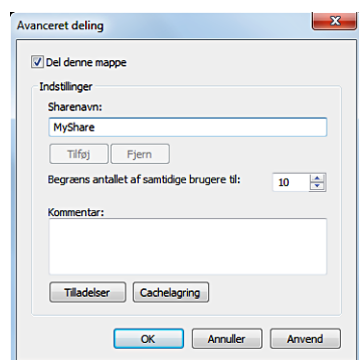 Avanceret deling
Del denne mappe
Indstillinger
Sharenavn:
MyShare
Tilføj Fjern
Begræns antallet af samtidige brugere til: 10
Kommentar:
Tilladelser Cachelagring
OK Annuller Anvend